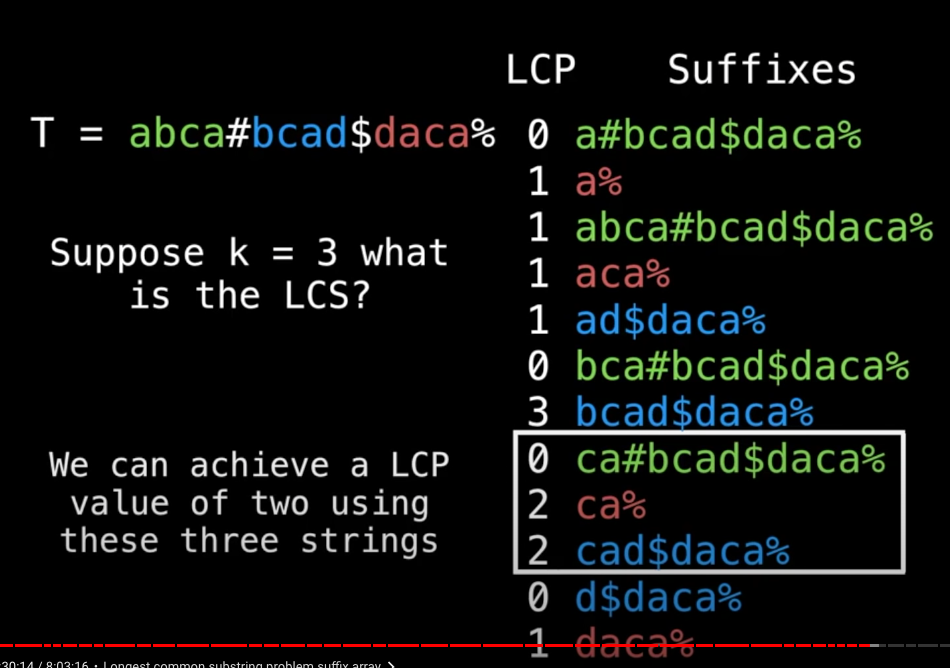 LCP Suffixes
T = abca#bcad$daca%
0 a#bcad$daca%
1 a%
1 abca#bcad$daca%
1 aca%
1 ad$daca%
0 bca#bcad$daca%
3 bcad$daca%
0 ca#bcad$daca%
2 ca%
2 cad$daca%
0 d$daca%
1 daca%
Suppose k = 3 what
is the LCS?
We can achieve a LCP
value of two using
these three strings
30:14 / 8:03:16 • Longest common substring problem suffix array